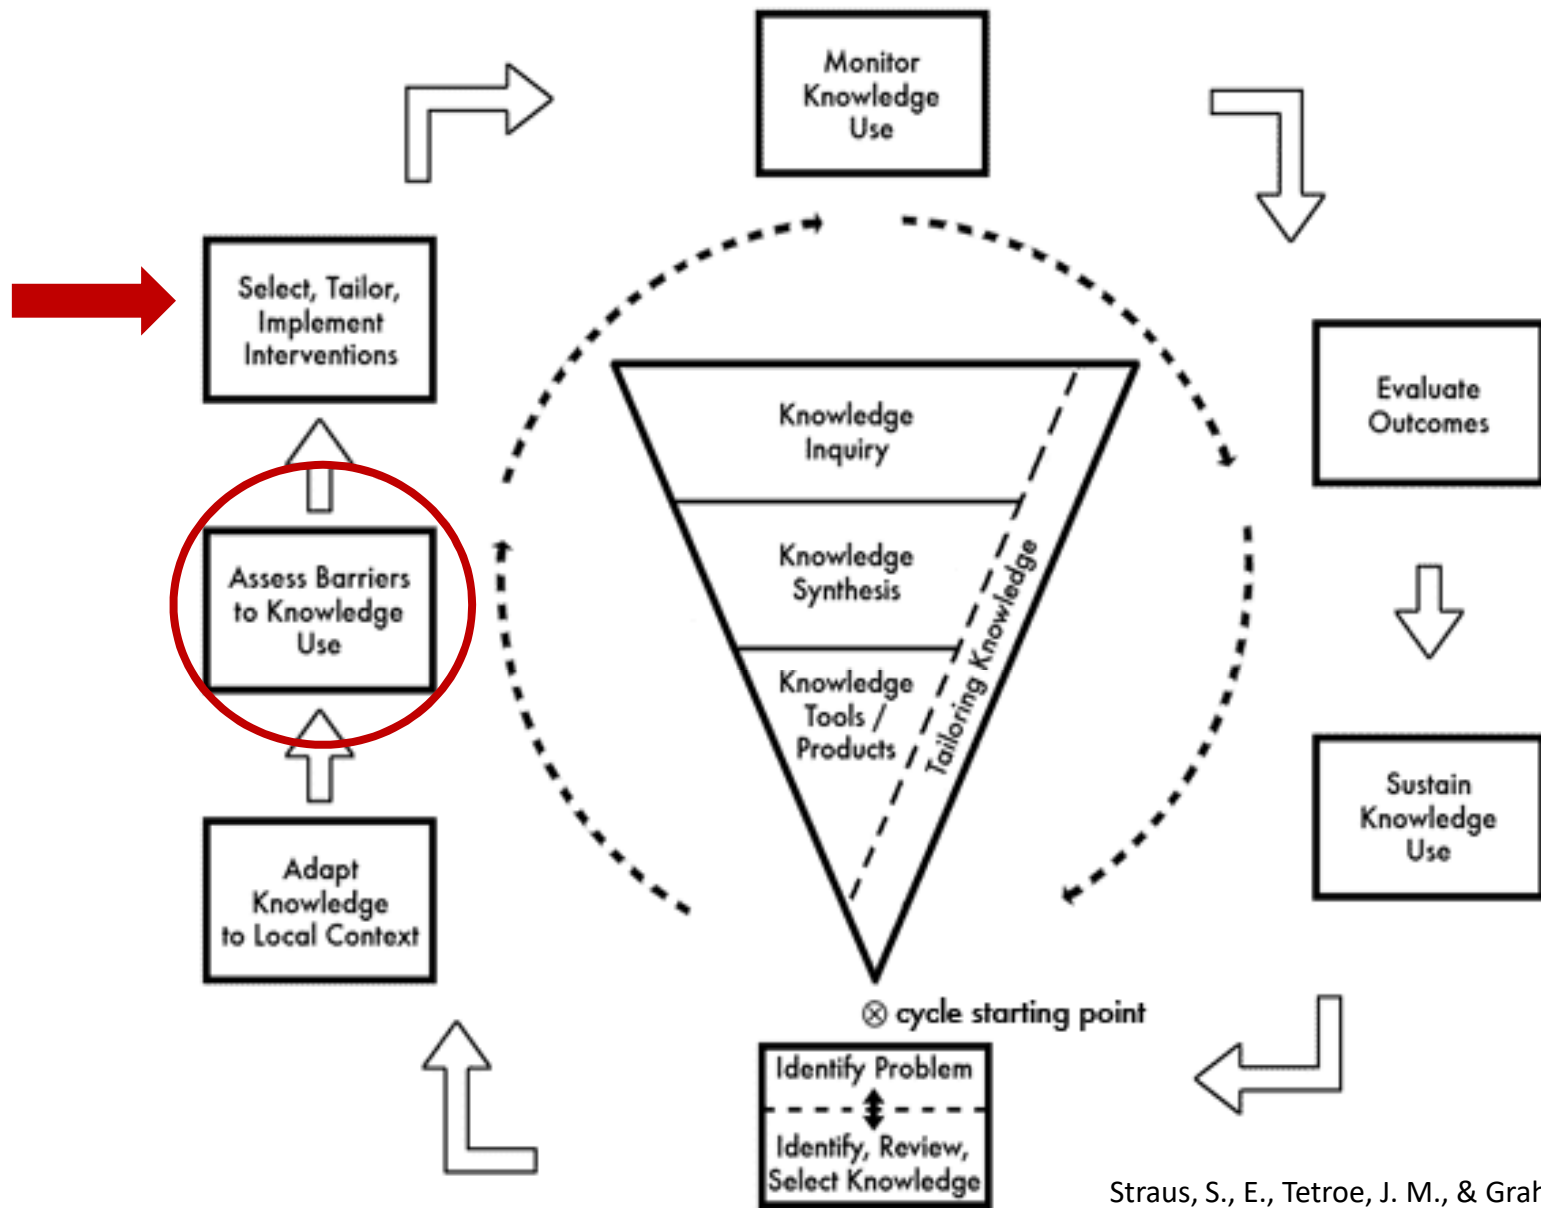 Monitor
Knowledge
Use
Select, Tailor,
Implement
Interventions
Evaluate
Outcomes
Knowledge
Inquiry
Assess Barriers
to Knowledge
Use
Knowledge
Synthesis
Tailoring Knowledge
Knowledge
Tools /
Products
Sustain
Knowledge
Use
Adapt
Knowledge
to Local Context
⊗ cycle starting point
Identify Problem
Identify, Review,
Select Knowledge
Straus, S., E., Tetroe, J. M., & Grah